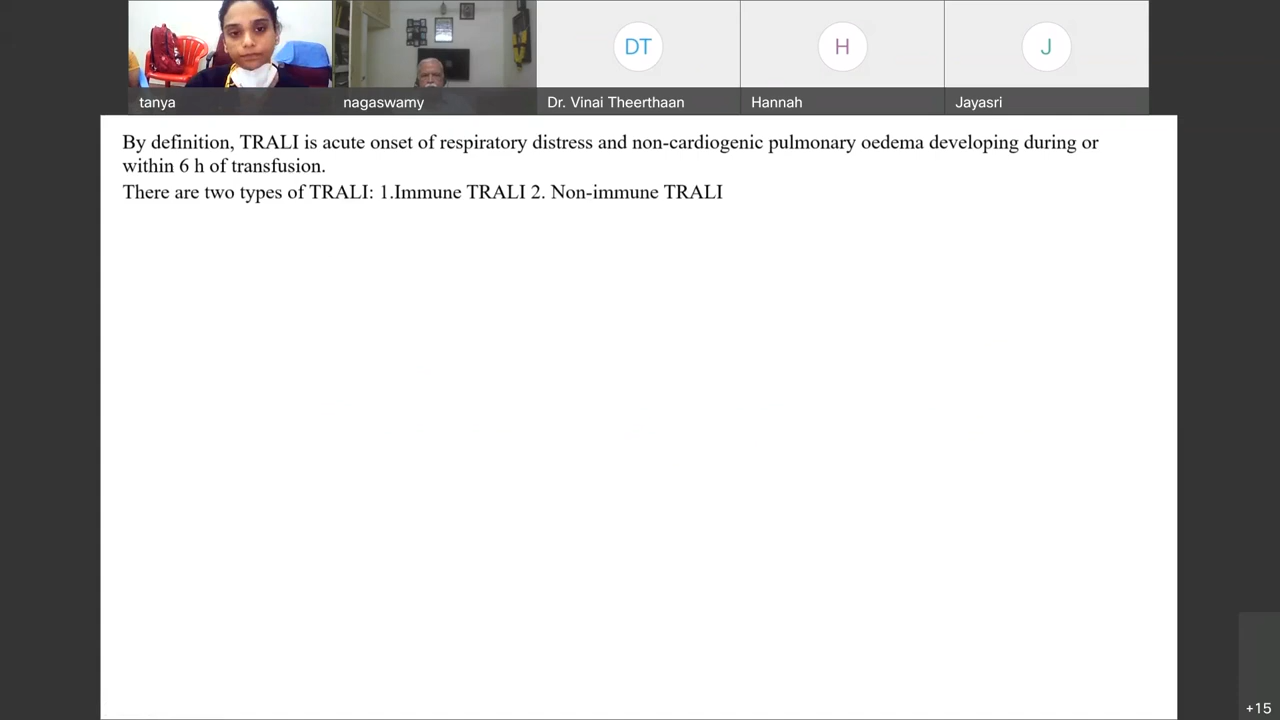 tanya
nagaswamy
DT
Dr. Vinai Theerthaan
H
Hannah
J
Jayasri
By definition, TRALI is acute onset of respiratory distress and non-cardiogenic pulmonary oedema developing during or
within 6 h of transfusion.
There are two types of TRALI: 1.Immune TRALI 2. Non-immune TRALI
+15